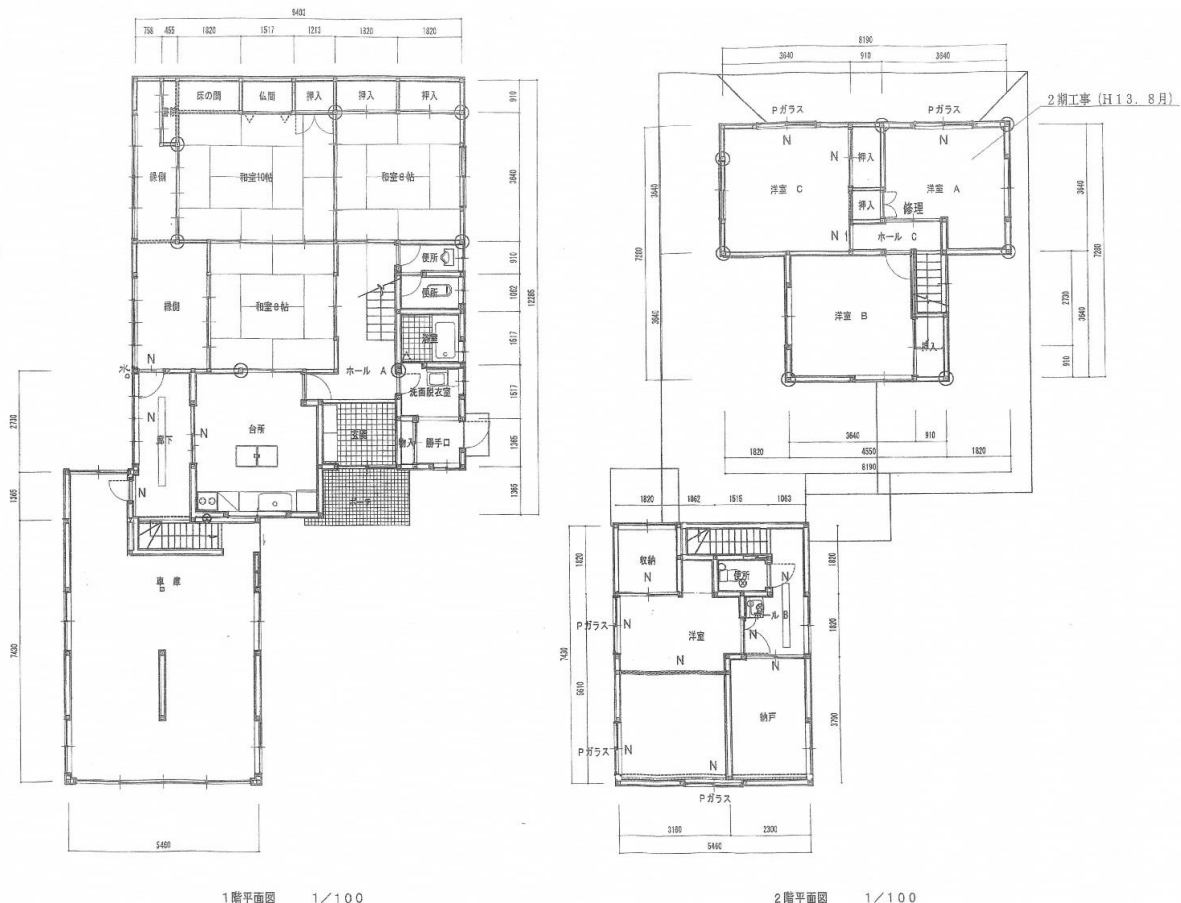 9403
758 455 1820 1517 1213 1820 1820
床の間 仏間 押入 押入 押入
縁側 和室10帖 和室6帖
便所
便所
縁側 和室8帖
浴室
水 N
ホール A
洗面脱衣室
N 台所
N
廊下 玄関 物入 勝手口
N
ポーチ
車庫
910
3640
910
1062
1517
1517
1365
1365
12285
2730
1365
7430
5460
1階平面図 1/100
8190
3640 910 3640
Pガラス Pガラス
2期工事 (H13. 8月)
N 押入 N
洋室 C 洋室 A
押入 修理
N ホール C
洋室 B
押入
3640
3640
7280
3640
2730
910
3640
7280
3640 910
1820 4550 1820
8190
1820 1062 1515 1063
収納 便所 N
N
Pガラス N 洋室 ホール B
N
N N
納戸
Pガラス N
N
Pガラス
1820
5610
7430
1820
1820
3790
3160 2300
5460
2階平面図 1/100